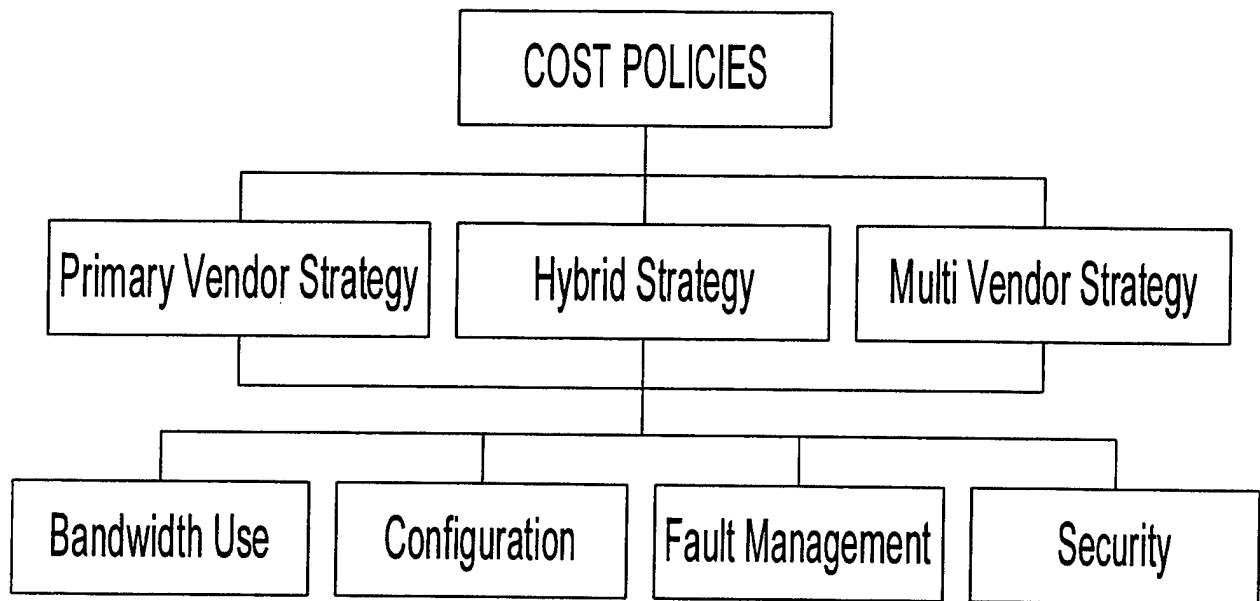 COST POLICIES
Primary Vendor Strategy
Hybrid Strategy
Multi Vendor Strategy
Bandwidth Use
Configuration
Fault Management
Security